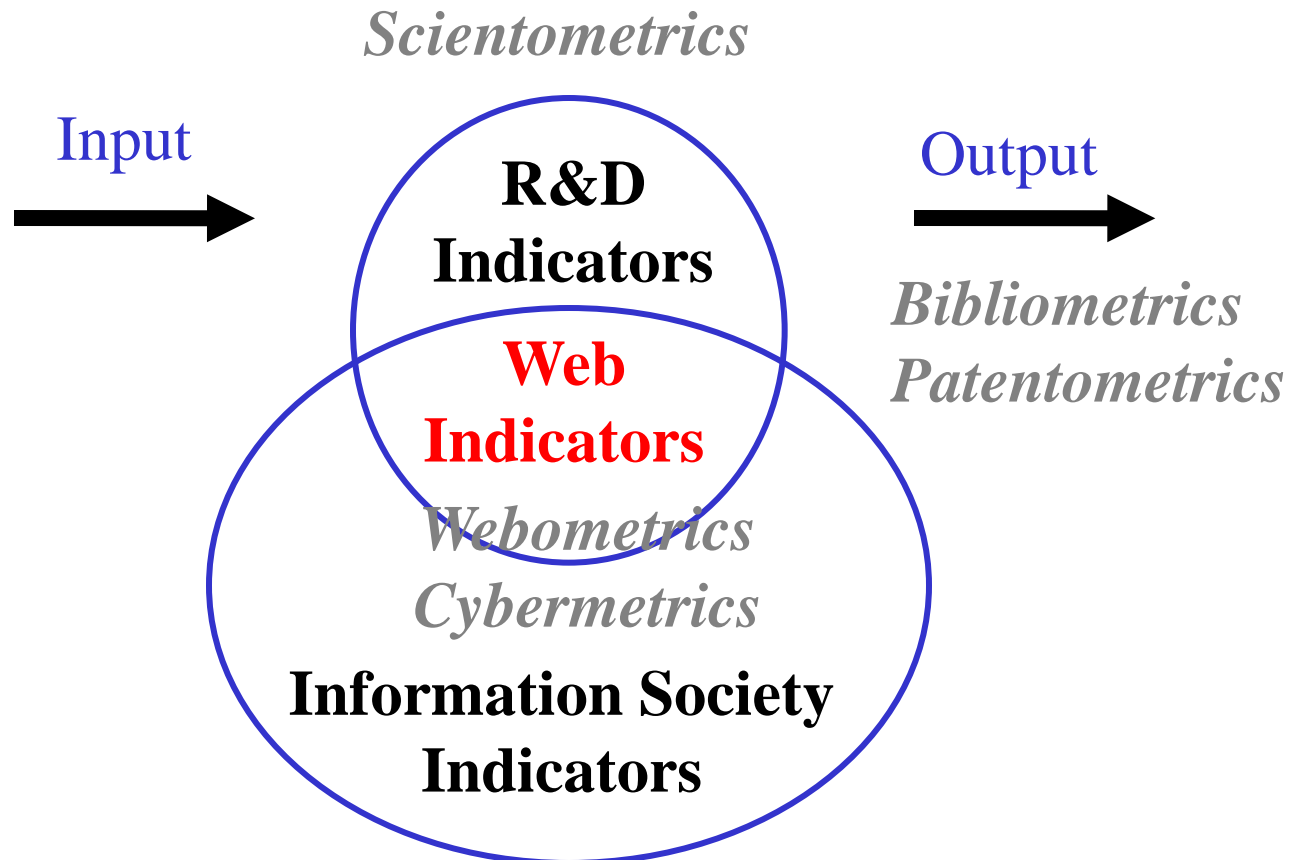 Scientometrics
Input
Output
R&D
Indicators
Bibliometrics
Patentometrics
Web
Indicators
Webometrics
Cybermetrics
Information Society
Indicators